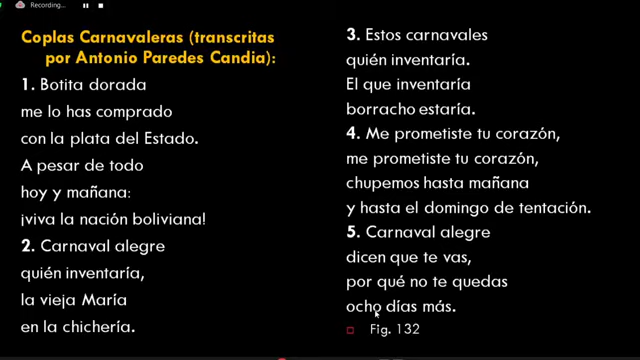 Recording...
Coplas Carnavaleras (transcritas
por Antonio Paredes Candia):
1. Botita dorada
me lo has comprado
con la plata del Estado.
A pesar de todo
hoy y mañana:
¡viva la nación boliviana!
2. Carnaval alegre
quién inventaría,
la vieja María
en la chichería.
3. Estos carnavales
quién inventaría.
El que inventaría
borracho estaría.
4. Me prometiste tu corazón,
me prometiste tu corazón,
chupemos hasta mañana
y hasta el domingo de tentación.
5. Carnaval alegre
dicen que te vas,
por qué no te quedas
ocho días más.
Fig. 132